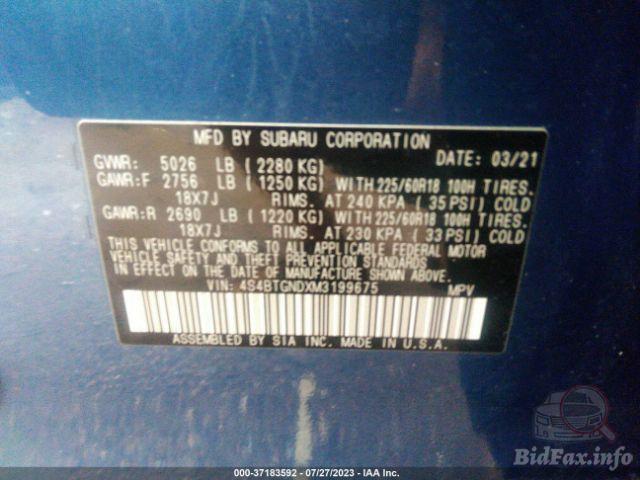 MFD BY SUBARU CORPORATION
GVWR: 5026 LB (2280 KG) DATE: 03/21
GAWR:F 2756 LB (1250 KG) WITH 225/60R18 100H TIRES.
18X7J RIMS. AT 240 KPA (35 PSI) COLD
GAWR:R 2690 LB (1220 KG) WITH 225/60R18 100H TIRES.
18X7J RIMS. AT 230 KPA (33 PSI) COLD
THIS VEHICLE CONFORMS TO ALL APPLICABLE FEDERAL MOTOR
VEHICLE SAFETY AND THEFT PREVENTION STANDARDS IN
EFFECT ON THE DATE OF MANUFACTURE SHOWN ABOVE.
VIN: 4S4BTGNDXM3199675 MPV
ASSEMBLED BY SIA INC. MADE IN U.S.A.
BidFax.info
000-37183592 - 07/27/2023 - IAA Inc.